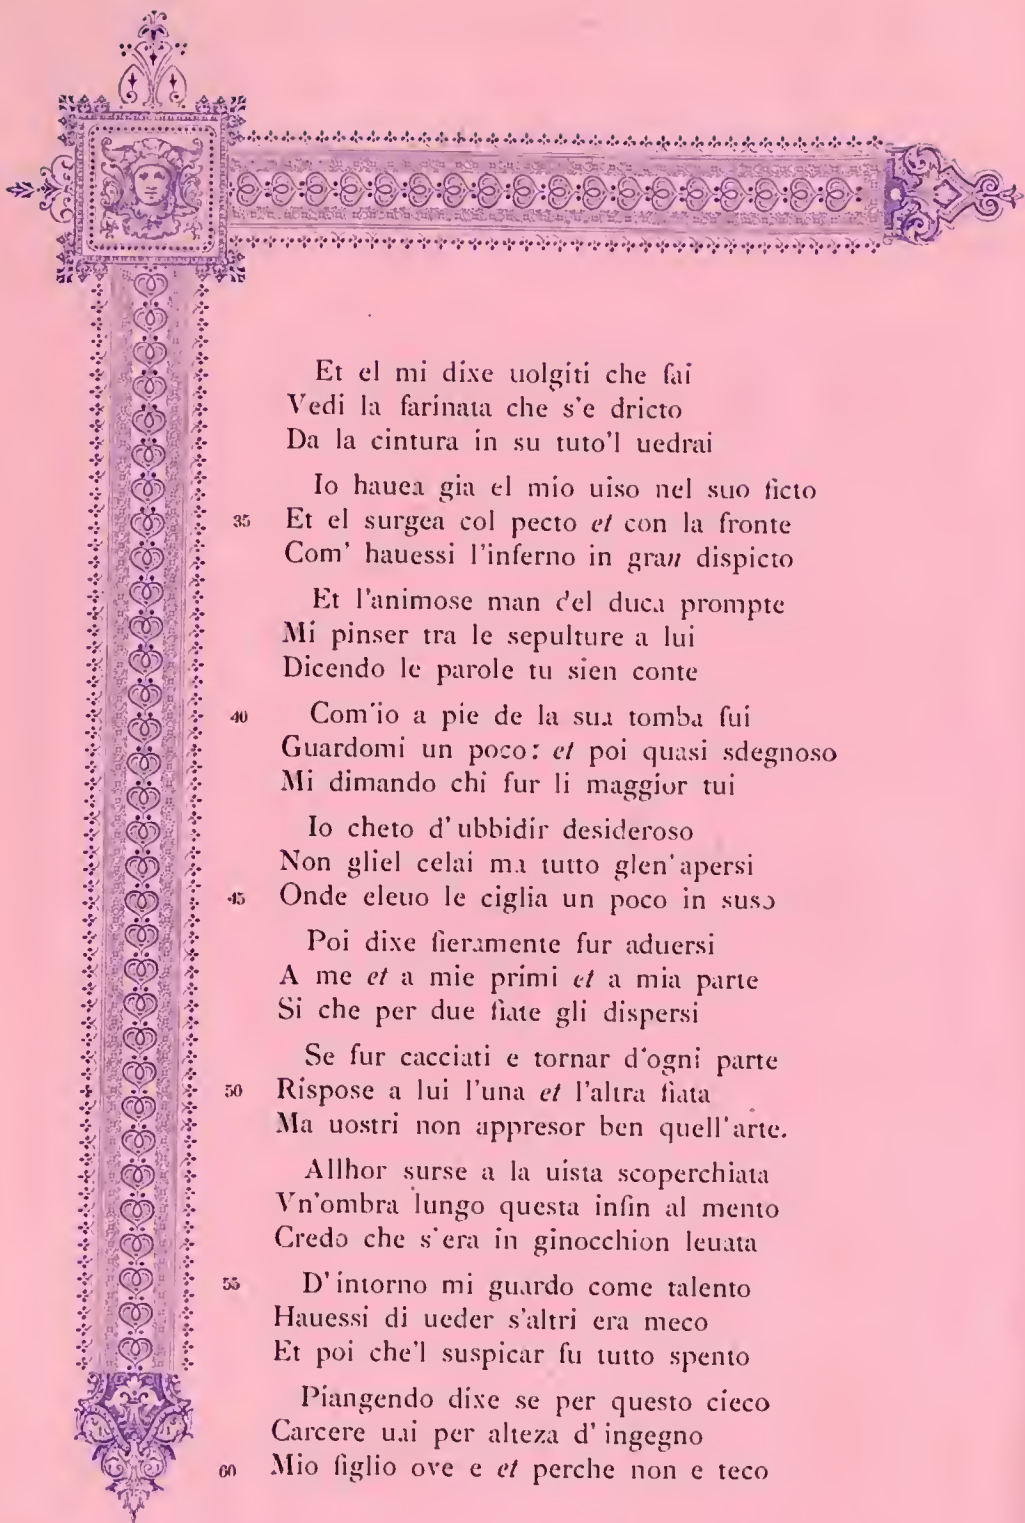 Et el mi dixe uolgiti che fai
Vedi la farinata che s'e dricto
Da la cintura in su tuto'l uedrai
Io hauea gia el mio uiso nel suo ficto
35 Et el surgea col pecto et con la fronte
Com' hauessi l'inferno in gran dispicto
Et l'animose man del duca prompte
Mi pinser tra le sepulture a lui
Dicendo le parole tu sien conte
40 Com'io a pie de la sua tomba fui
Guardomi un poco: et poi quasi sdegnoso
Mi dimando chi fur li maggior tui
Io cheto d'ubbidir desideroso
Non gliel celai ma tutto glen'apersi
45 Onde eleuo le ciglia un poco in suso
Poi dixe fieramente fur aduersi
A me et a mie primi et a mia parte
Si che per due fiate gli dispersi
Se fur cacciati e tornar d'ogni parte
50 Rispose a lui l'una et l'altra fiata
Ma uostri non appresor ben quell'arte.
Allhor surse a la uista scoperchiata
Vn'ombra lungo questa infin al mento
Credo che s'era in ginocchion leuata
55 D'intorno mi guardo come talento
Hauessi di ueder s'altri era meco
Et poi che'l suspicar fu tutto spento
Piangendo dixe se per questo cieco
Carcere uai per alteza d'ingegno
60 Mio figlio ove e et perche non e teco